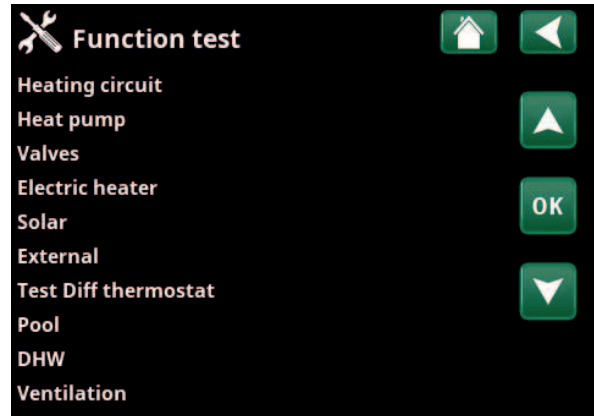 Function test
Heating circuit
Heat pump
Valves
Electric heater
OK
Solar
External
Test Diff thermostat
Pool
DHW
Ventilation